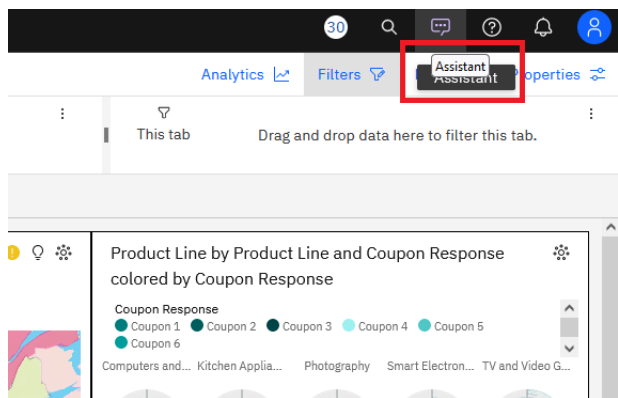 30
Analytics
Filters
Assistant
Assistant
Properties
This tab
Drag and drop data here to filter this tab.
Product Line by Product Line and Coupon Response
colored by Coupon Response
Coupon Response
Coupon 1 Coupon 2 Coupon 3 Coupon 4 Coupon 5
Coupon 6
Computers and... Kitchen Applia... Photography Smart Electron... TV and Video G...